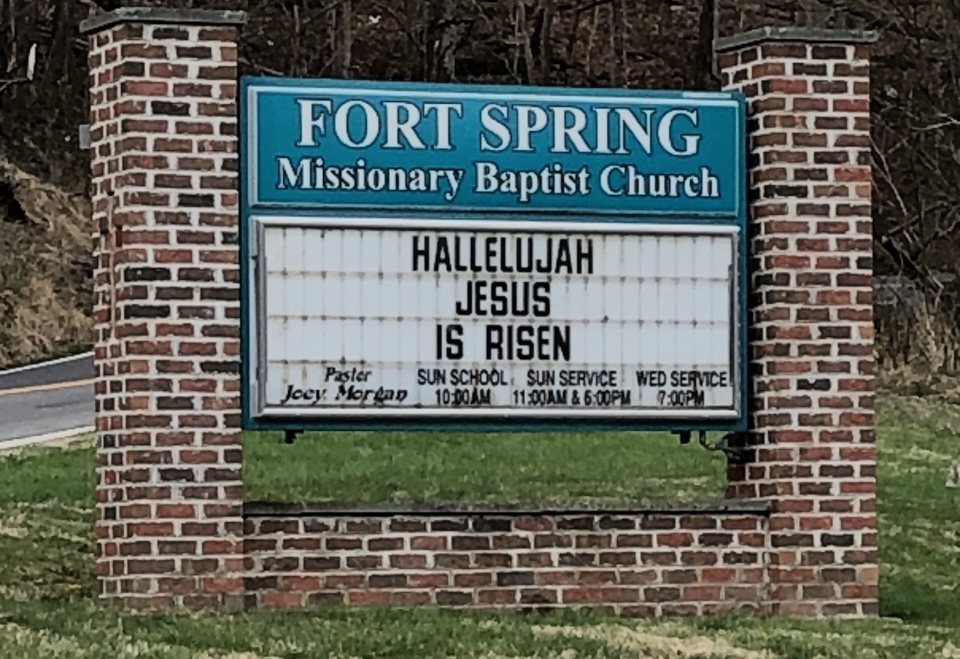 FORT SPRING
Missionary Baptist Church
HALLELUJAH
JESUS
IS RISEN
Pastor SUN SCHOOL SUN SERVICE WED SERVICE
Joey Morgan 10:00AM 11:00AM & 6:00PM 7:00PM